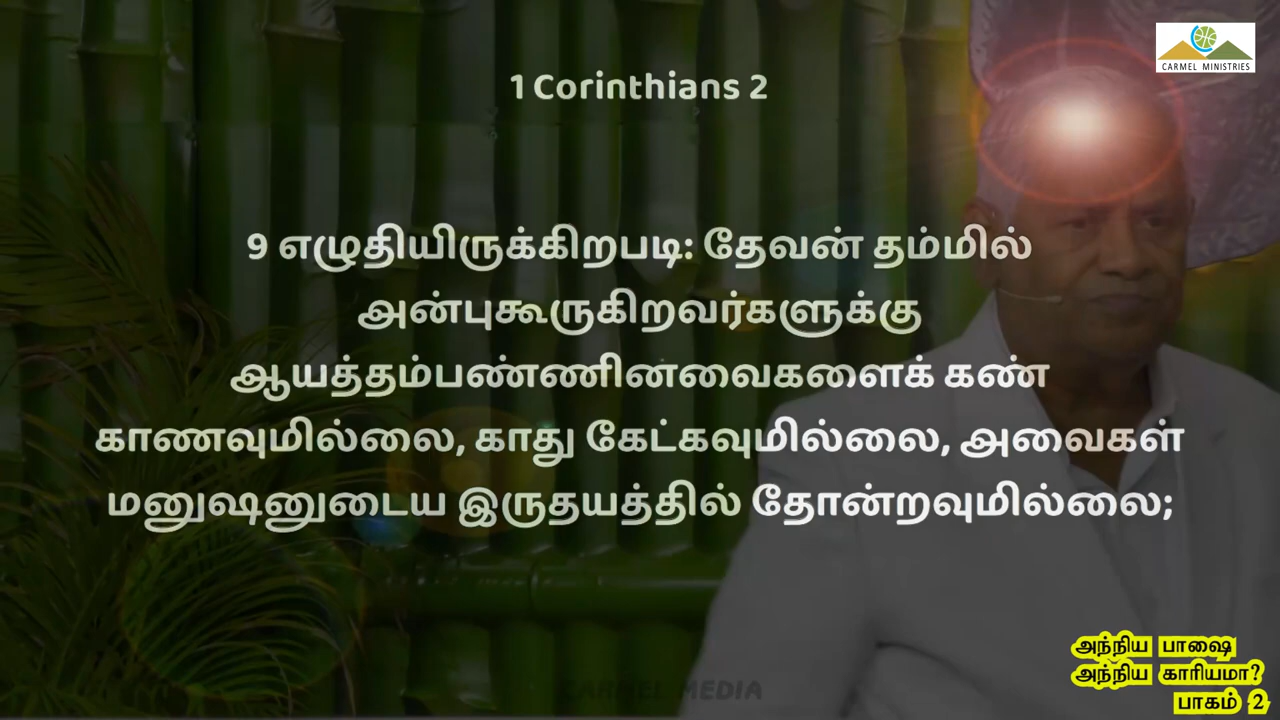 CARMEL MINISTRIES
1 Corinthians 2
9 எழுதியிருக்கிறபடி: தேவன் தம்மில்
அன்புகூருகிறவர்களுக்கு
ஆயத்தம்பண்ணினவைகளைக் கண்
காணவுமில்லை, காது கேட்கவுமில்லை, அவைகள்
மனுஷனுடைய இருதயத்தில் தோன்றவுமில்லை;
அந்நிய பாஷை
அந்நிய காரியமா?
பாகம் 2
CARMEL MEDIA